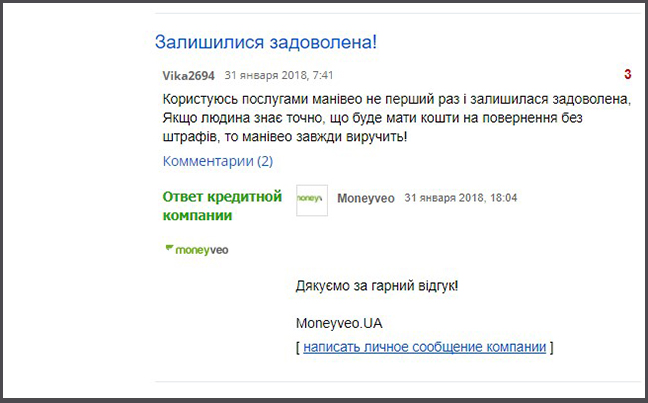 Залишилися задоволена!
Vika2694 31 января 2018, 7:41 3
Користуюсь послугами манівео не перший раз і залишилася задоволена,
Якщо людина знає точно, що буде мати кошти на повернення без
штрафів, то манівео завжди виручить!
Комментарии (2)
Ответ кредитной
компании
moneyv
Moneyveo 31 января 2018, 18:04
moneyveo
Дякуємо за гарний відгук!
Moneyveo.UA
[ написать личное сообщение компании ]